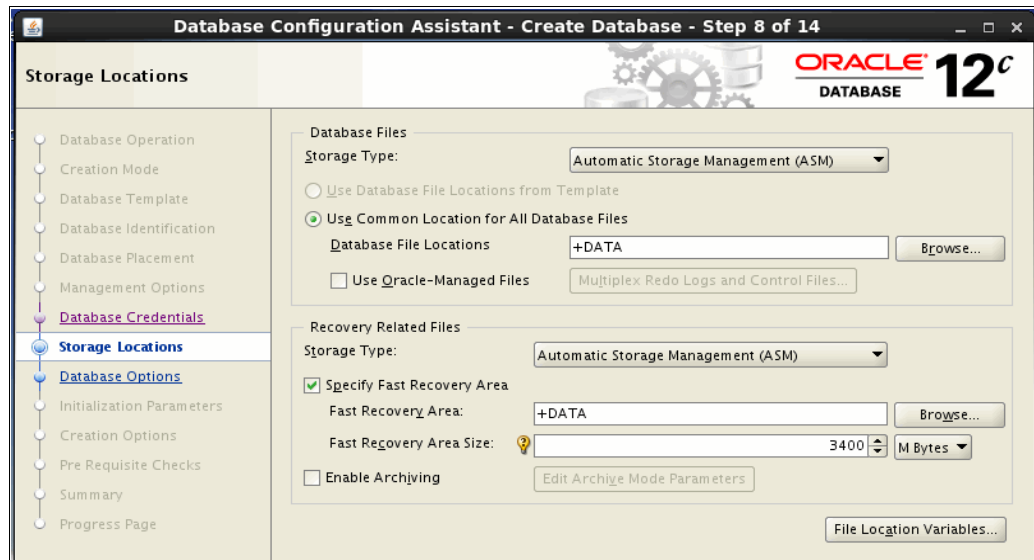 Database Configuration Assistant - Create Database - Step 8 of 14
Storage Locations
ORACLE
DATABASE
12c
Database Operation
Creation Mode
Database Template
Database Identification
Database Placement
Management Options
Database Credentials
Storage Locations
Database Options
Initialization Parameters
Creation Options
Pre Requisite Checks
Summary
Progress Page
Database Files
Storage Type: Automatic Storage Management (ASM)
Use Database File Locations from Template
Use Common Location for All Database Files
Database File Locations +DATA Browse...
Use Oracle-Managed Files Multiplex Redo Logs and Control Files...
Recovery Related Files
Storage Type: Automatic Storage Management (ASM)
Specify Fast Recovery Area
Fast Recovery Area: +DATA Browse...
Fast Recovery Area Size: 3400 M Bytes
Enable Archiving Edit Archive Mode Parameters
File Location Variables...